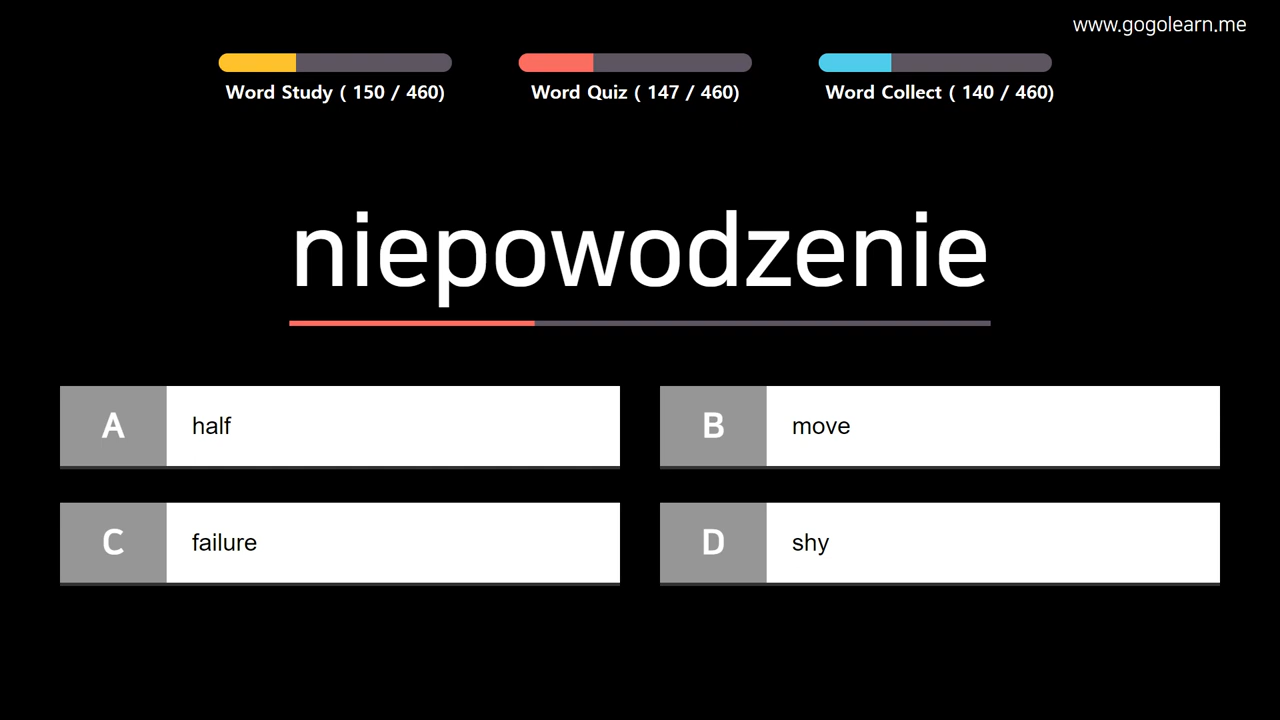 www.gogolearn.me
Word Study ( 150 / 460)
Word Quiz ( 147 / 460)
Word Collect ( 140 / 460)
niepowodzenie
A half
B move
C failure
D shy